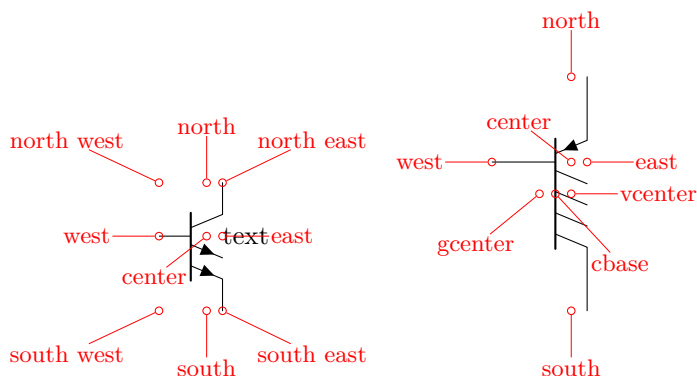 north
center
north west
north
north east
west
east
vcenter
west
text
east
gcenter
cbase
center
south west
south
south east
south